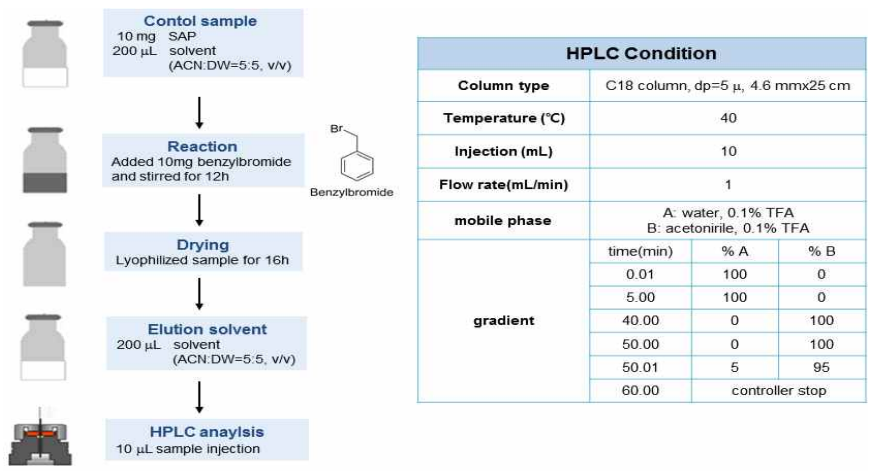 Contol sample
10 mg SAP
200 μL solvent
(ACN:DW=5:5, v/v)
Reaction
Added 10mg benzylbromide
and stirred for 12h
Br
Benzylbromide
Drying
Lyophilized sample for 16h
Elution solvent
200 μL solvent
(ACN:DW=5:5, v/v)
HPLC anaylsis
10 μL sample injection
HPLC Condition
Column type C18 column, dp=5 μ, 4.6 mmx25 cm
Temperature (℃) 40
Injection (mL) 10
Flow rate(mL/min) 1
mobile phase A: water, 0.1% TFA
B: acetonirile, 0.1% TFA
gradient
time(min) % A % B
0.01 100 0
5.00 100 0
40.00 0 100
50.00 0 100
50.01 5 95
60.00 controller stop